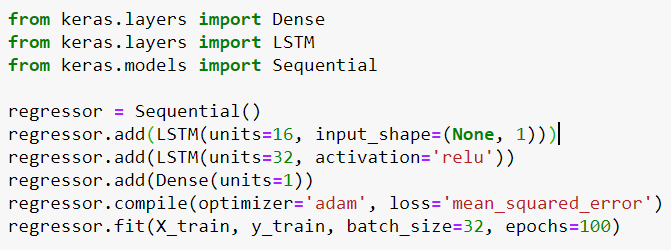 from keras.layers import Dense
from keras.layers import LSTM
from keras.models import Sequential
regressor = Sequential()
regressor.add(LSTM(units=16, input_shape=(None, 1)))
regressor.add(LSTM(units=32, activation='relu'))
regressor.add(Dense(units=1))
regressor.compile(optimizer='adam', loss='mean_squared_error')
regressor.fit(X_train, y_train, batch_size=32, epochs=100)